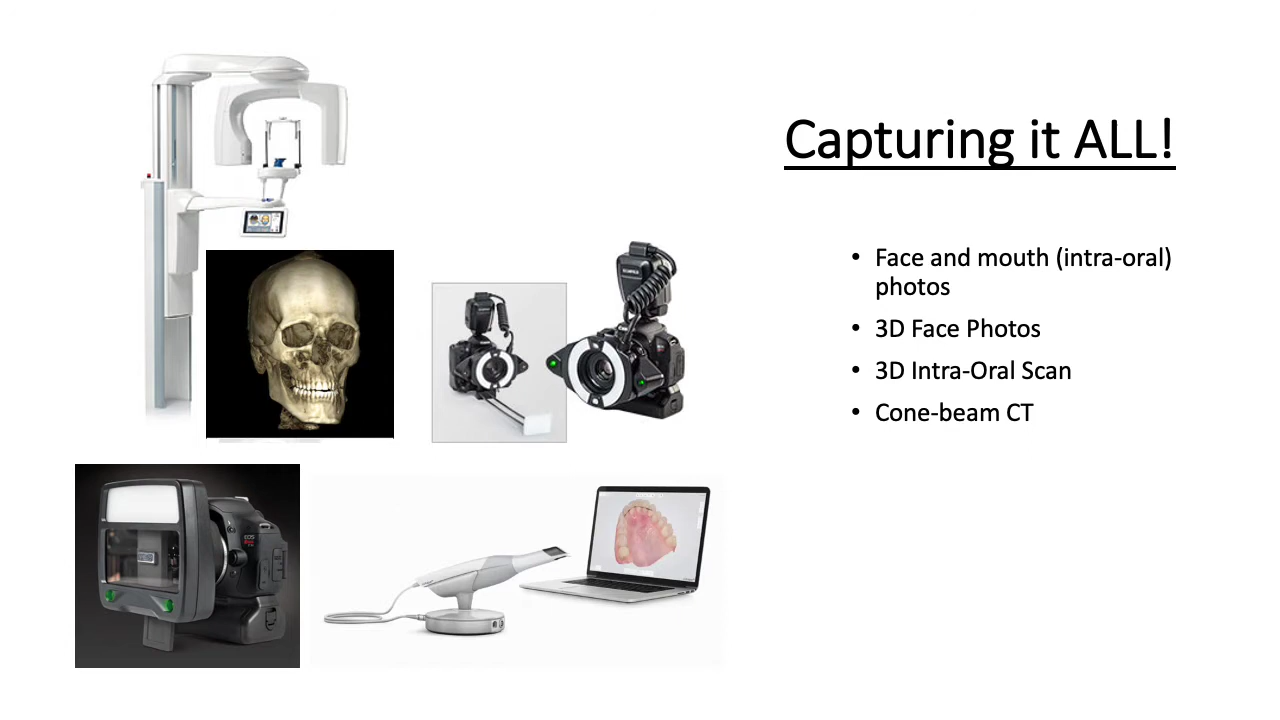 Capturing it ALL!
• Face and mouth (intra-oral)
photos
• 3D Face Photos
• 3D Intra-Oral Scan
• Cone-beam CT
EOS